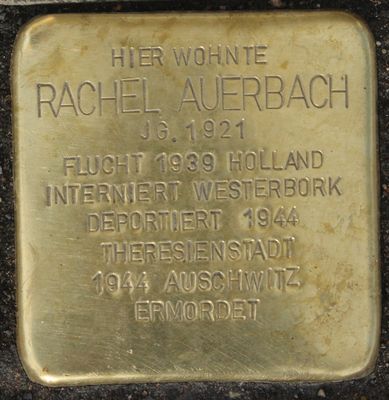 HIER WOHNTE
RACHEL AUERBACH
JG. 1921
FLUCHT 1939 HOLLAND
INTERNIERT WESTERBORK
DEPORTIERT 1944
THERESIENSTADT
1944 AUSCHWITZ
ERMORDET